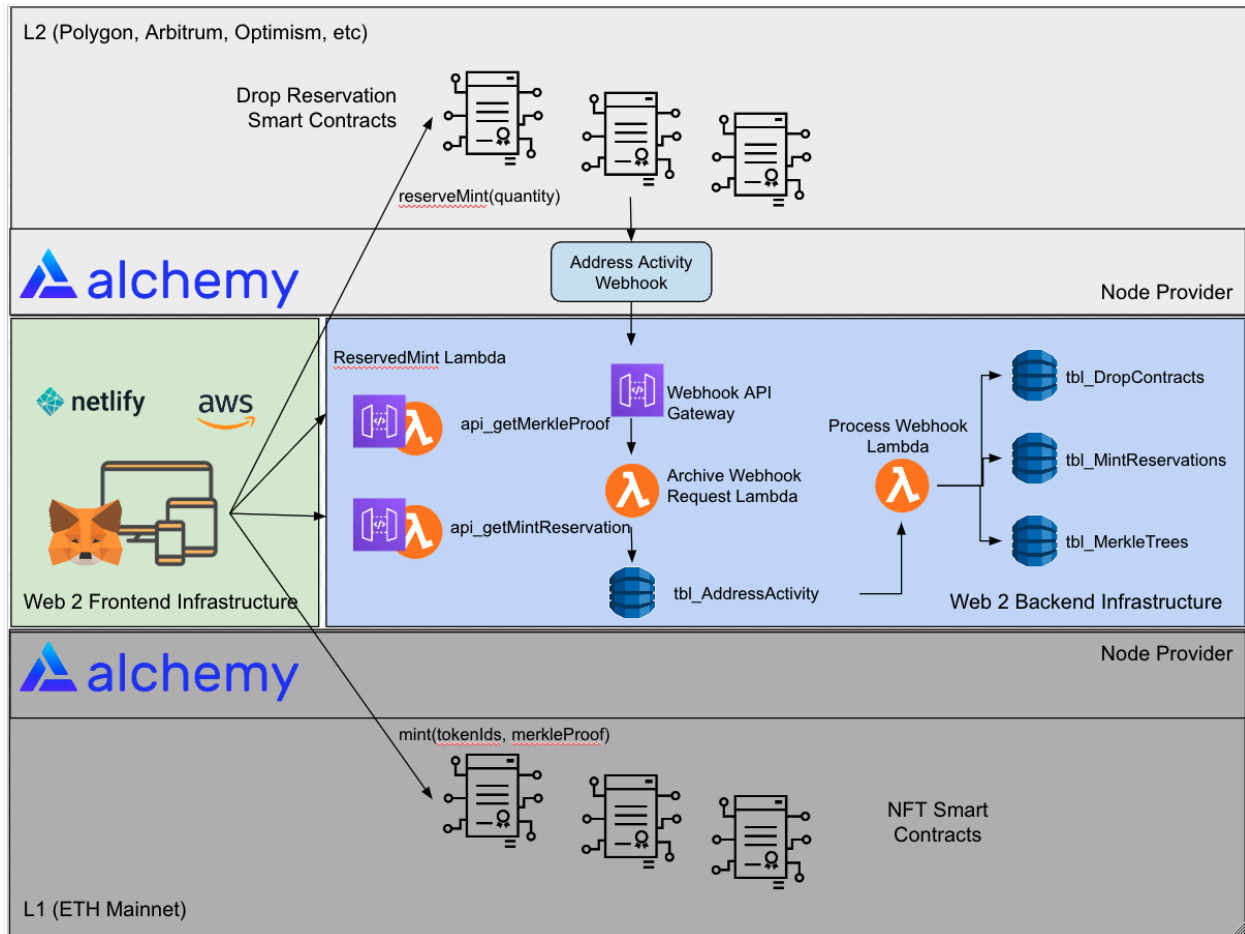 L2 (Polygon, Arbitrum, Optimism, etc)
Drop Reservation
Smart Contracts
reserveMint(quantity)
alchemy
Address Activity
Webhook
Node Provider
netlify
aws
Web 2 Frontend Infrastructure
ReservedMint Lambda
api_getMerkleProof
api_getMintReservation
Webhook API
Gateway
Archive Webhook
Request Lambda
tbl_AddressActivity
Process Webhook
Lambda
tbl_DropContracts
tbl_MintReservations
tbl_MerkleTrees
Web 2 Backend Infrastructure
alchemy
Node Provider
mint(tokenIds, merkleProof)
NFT Smart
Contracts
L1 (ETH Mainnet)